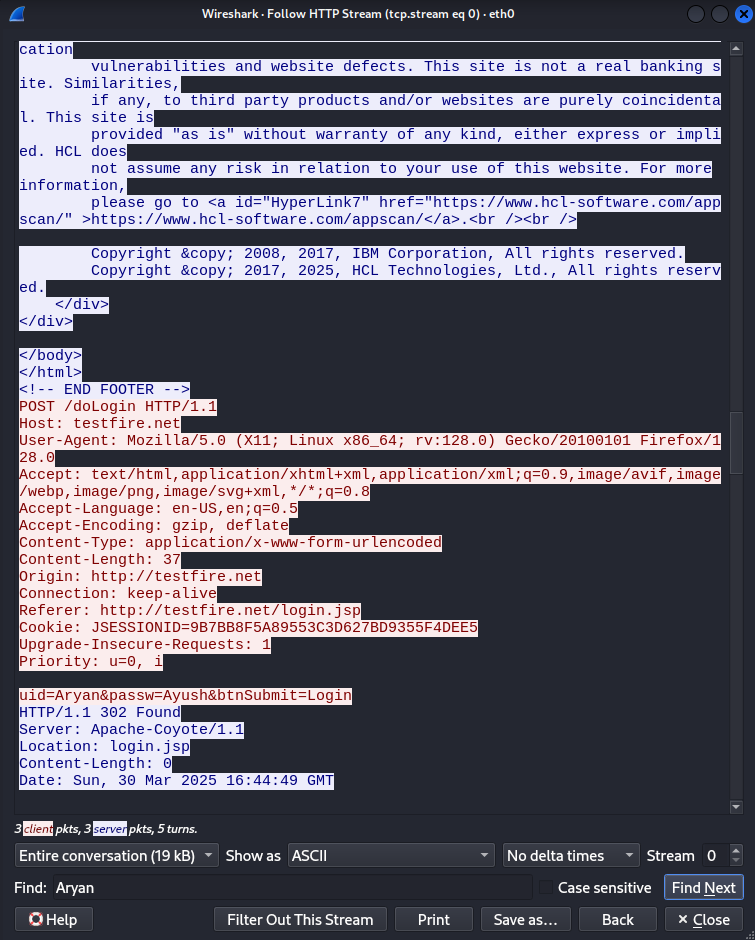 Wireshark · Follow HTTP Stream (tcp.stream eq 0) · eth0
cation
        vulnerabilities and website defects. This site is not a real banking s
ite. Similarities,
        if any, to third party products and/or websites are purely coincidenta
l. This site is
        provided "as is" without warranty of any kind, either express or impli
ed. HCL does
        not assume any risk in relation to your use of this website. For more
information,
        please go to <a id="HyperLink7" href="https://www.hcl-software.com/app
scan/" >https://www.hcl-software.com/appscan/</a>.<br /><br />
        Copyright &copy; 2008, 2017, IBM Corporation, All rights reserved.
        Copyright &copy; 2017, 2025, HCL Technologies, Ltd., All rights reserv
ed.
    </div>
</div>
</body>
</html>
<!-- END FOOTER -->
POST /doLogin HTTP/1.1
Host: testfire.net
User-Agent: Mozilla/5.0 (X11; Linux x86_64; rv:128.0) Gecko/20100101 Firefox/1
28.0
Accept: text/html,application/xhtml+xml,application/xml;q=0.9,image/avif,image
/webp,image/png,image/svg+xml,*/*;q=0.8
Accept-Language: en-US,en;q=0.5
Accept-Encoding: gzip, deflate
Content-Type: application/x-www-form-urlencoded
Content-Length: 37
Origin: http://testfire.net
Connection: keep-alive
Referer: http://testfire.net/login.jsp
Cookie: JSESSIONID=9B7BB8F5A89553C3D627BD9355F4DEE5
Upgrade-Insecure-Requests: 1
Priority: u=0, i
uid=Aryan&passw=Ayush&btnSubmit=Login
HTTP/1.1 302 Found
Server: Apache-Coyote/1.1
Location: login.jsp
Content-Length: 0
Date: Sun, 30 Mar 2025 16:44:49 GMT
3 client pkts, 3 server pkts, 5 turns.
Entire conversation (19 kB) Show as ASCII No delta times Stream 0
Find: Aryan Case sensitive Find Next
Help Filter Out This Stream Print Save as… Back Close